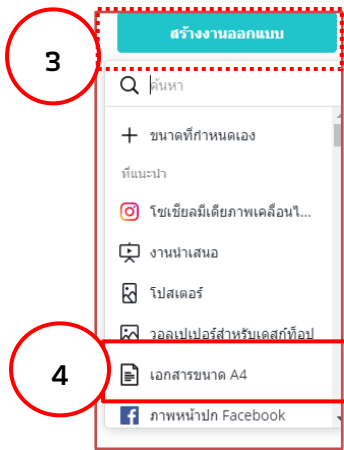 สร้างงานออกแบบ
3
ค้นหา
ขนาดที่กำหนดเอง
ที่แนะนำ
โซเชียลมีเดียภาพเคลื่อนไ...
งานนำเสนอ
โปสเตอร์
วอลเปเปอร์สำหรับเดสก์ท็อป
4
เอกสารขนาด A4
ภาพหน้าปก Facebook